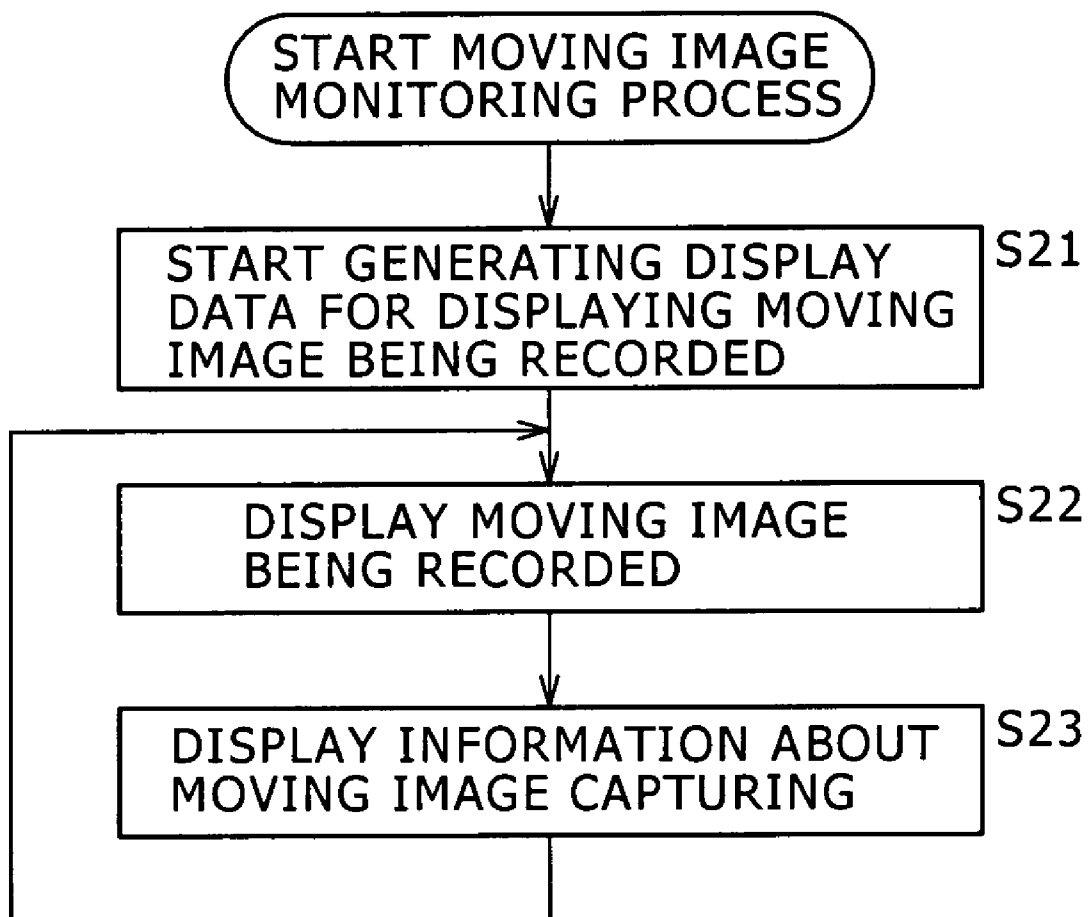 START MOVING IMAGE
MONITORING PROCESS
S21
START GENERATING DISPLAY
DATA FOR DISPLAYING MOVING
IMAGE BEING RECORDED
S22
DISPLAY MOVING IMAGE
BEING RECORDED
S23
DISPLAY INFORMATION ABOUT
MOVING IMAGE CAPTURING